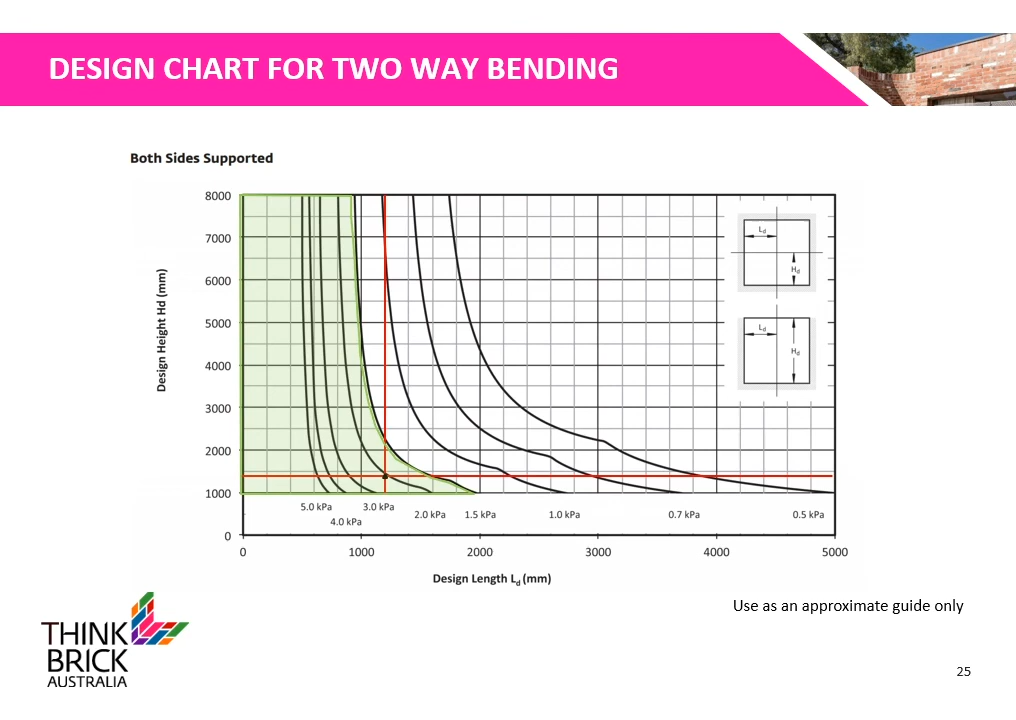 DESIGN CHART FOR TWO WAY BENDING
Both Sides Supported
8000
7000
6000
5000
4000
3000
2000
1000
0
Design Height Hd (mm)
Ld
Hd
Ld
Hd
5.0 kPa
4.0 kPa
3.0 kPa
2.0 kPa
1.5 kPa
1.0 kPa
0.7 kPa
0.5 kPa
0 1000 2000 3000 4000 5000
Design Length Ld (mm)
Use as an approximate guide only
THINK
BRICK
AUSTRALIA
25